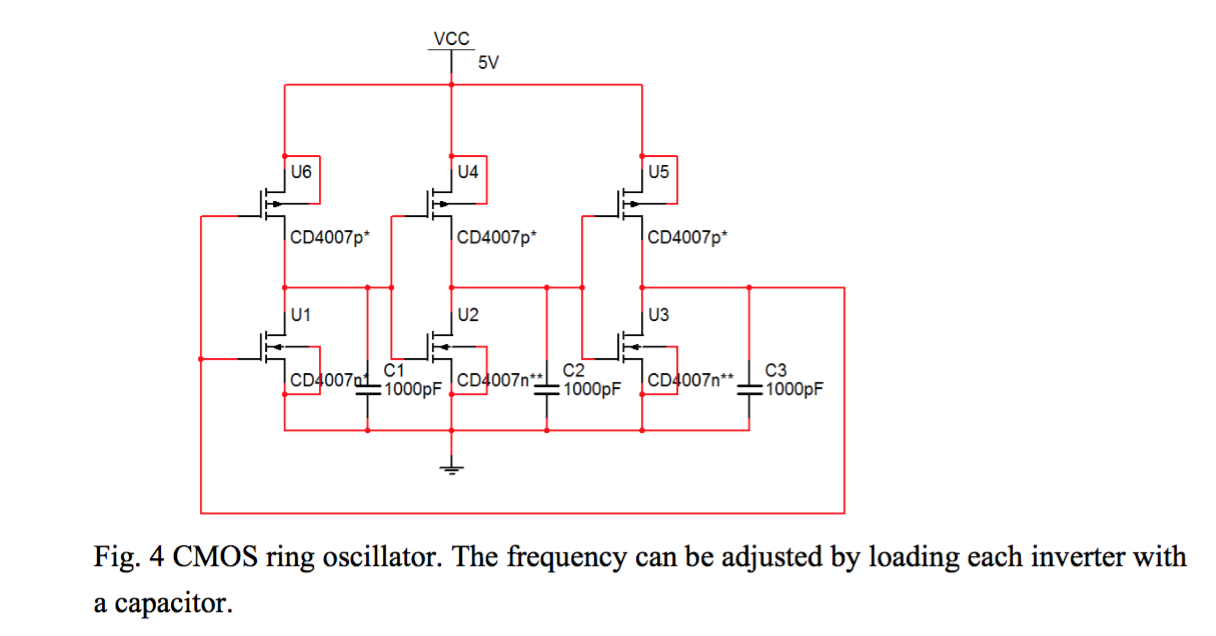 VCC
5V
U6
U4
U5
CD4007p*
CD4007p*
CD4007p*
U1
U2
U3
CD4007n*
C1
1000pF
CD4007n**
C2
1000pF
CD4007n**
C3
1000pF
Fig. 4 CMOS ring oscillator. The frequency can be adjusted by loading each inverter with
a capacitor.